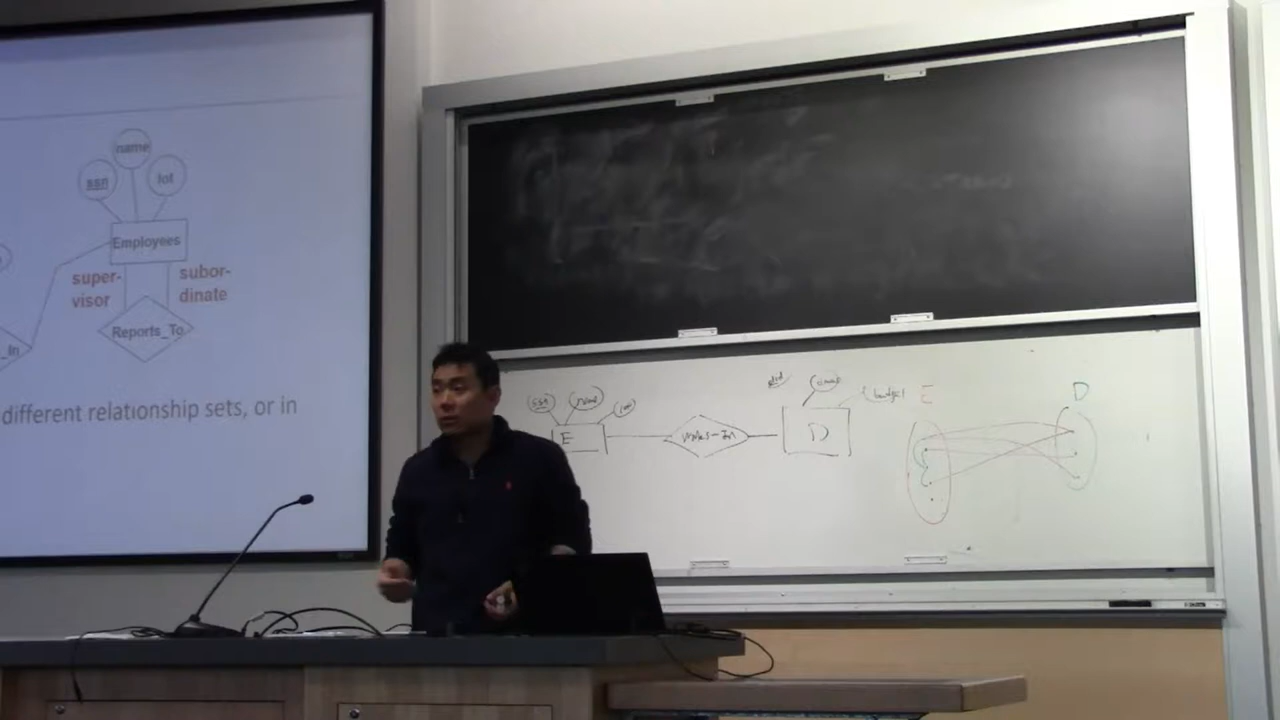 name
ssn
lot
Employees
super-
visor
subor-
dinate
Reports_To
_In
different relationship sets, or in
ssn
name
lot
E
Works-In
D
did
dname
budget
E
D